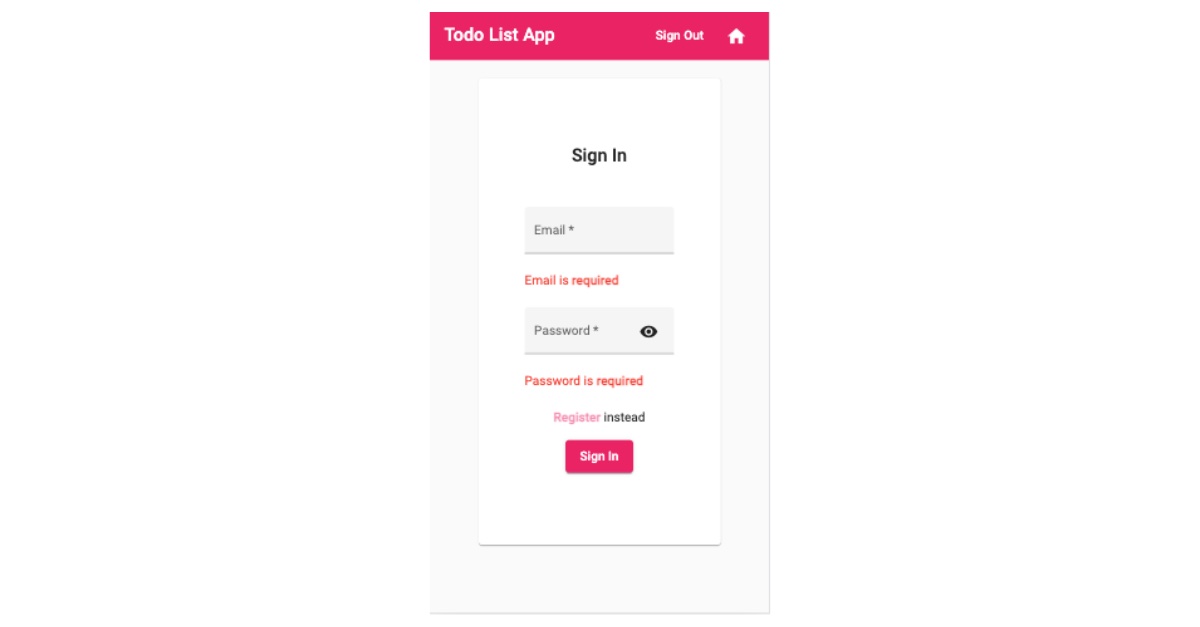 Todo List App Sign Out
Sign In
Email *
Email is required
Password *
Password is required
Register instead
Sign In